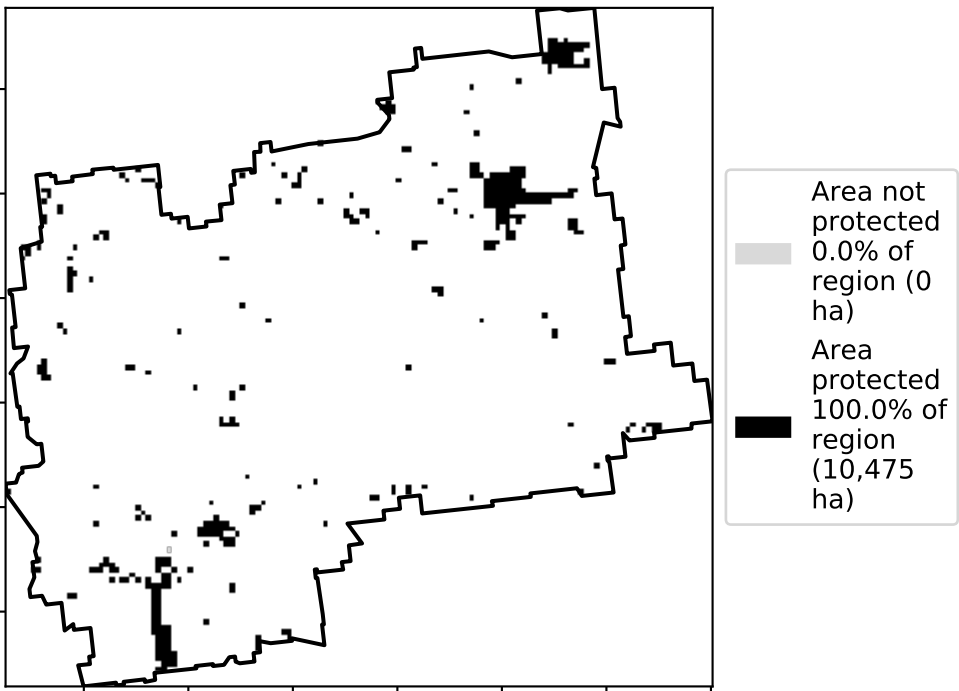 Area not
protected
0.0% of
region (0
ha)
Area
protected
100.0% of
region
(10,475
ha)